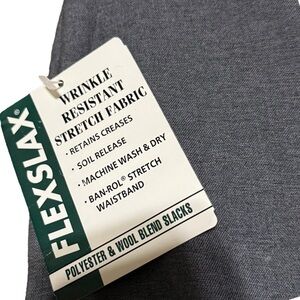 FLEXSLAX®
WRINKLE
RESISTANT
STRETCH FABRIC
• RETAINS CREASES
• SOIL RELEASE
• MACHINE WASH & DRY
• BAN-ROL® STRETCH
WAISTBAND
POLYESTER & WOOL BLEND SLACKS